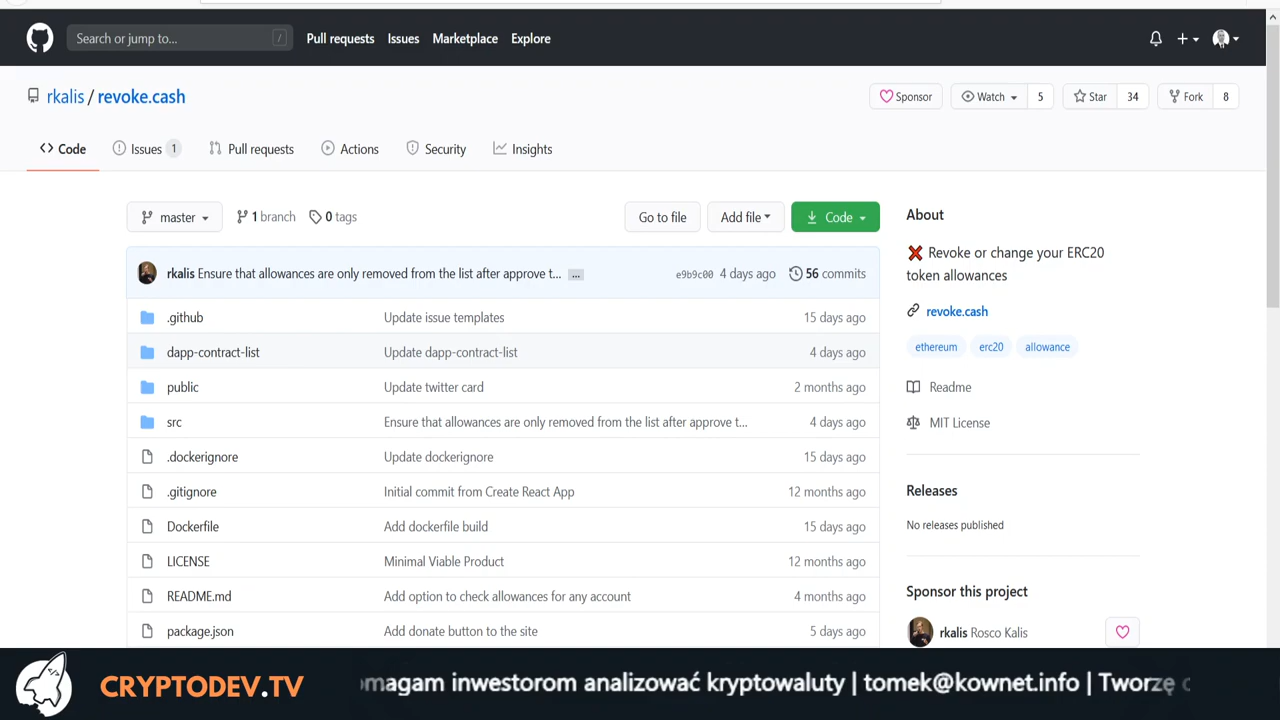 Search or jump to... /
Pull requests Issues Marketplace Explore
rkalis / revoke.cash
Sponsor Watch 5 Star 34 Fork 8
Code Issues 1 Pull requests Actions Security Insights
master 1 branch 0 tags Go to file Add file Code
rkalis Ensure that allowances are only removed from the list after approve t... ... e9b9c00 4 days ago 56 commits
.github Update issue templates 15 days ago
dapp-contract-list Update dapp-contract-list 4 days ago
public Update twitter card 2 months ago
src Ensure that allowances are only removed from the list after approve t... 4 days ago
.dockerignore Update dockerignore 15 days ago
.gitignore Initial commit from Create React App 12 months ago
Dockerfile Add dockerfile build 15 days ago
LICENSE Minimal Viable Product 12 months ago
README.md Add option to check allowances for any account 4 months ago
package.json Add donate button to the site 5 days ago
About
❌ Revoke or change your ERC20
token allowances
revoke.cash
ethereum erc20 allowance
Readme
MIT License
Releases
No releases published
Sponsor this project
rkalis Rosco Kalis
CRYPTODEV.TV
omagam inwestorom analizować kryptowaluty | tomek@kownet.info | Tworzę